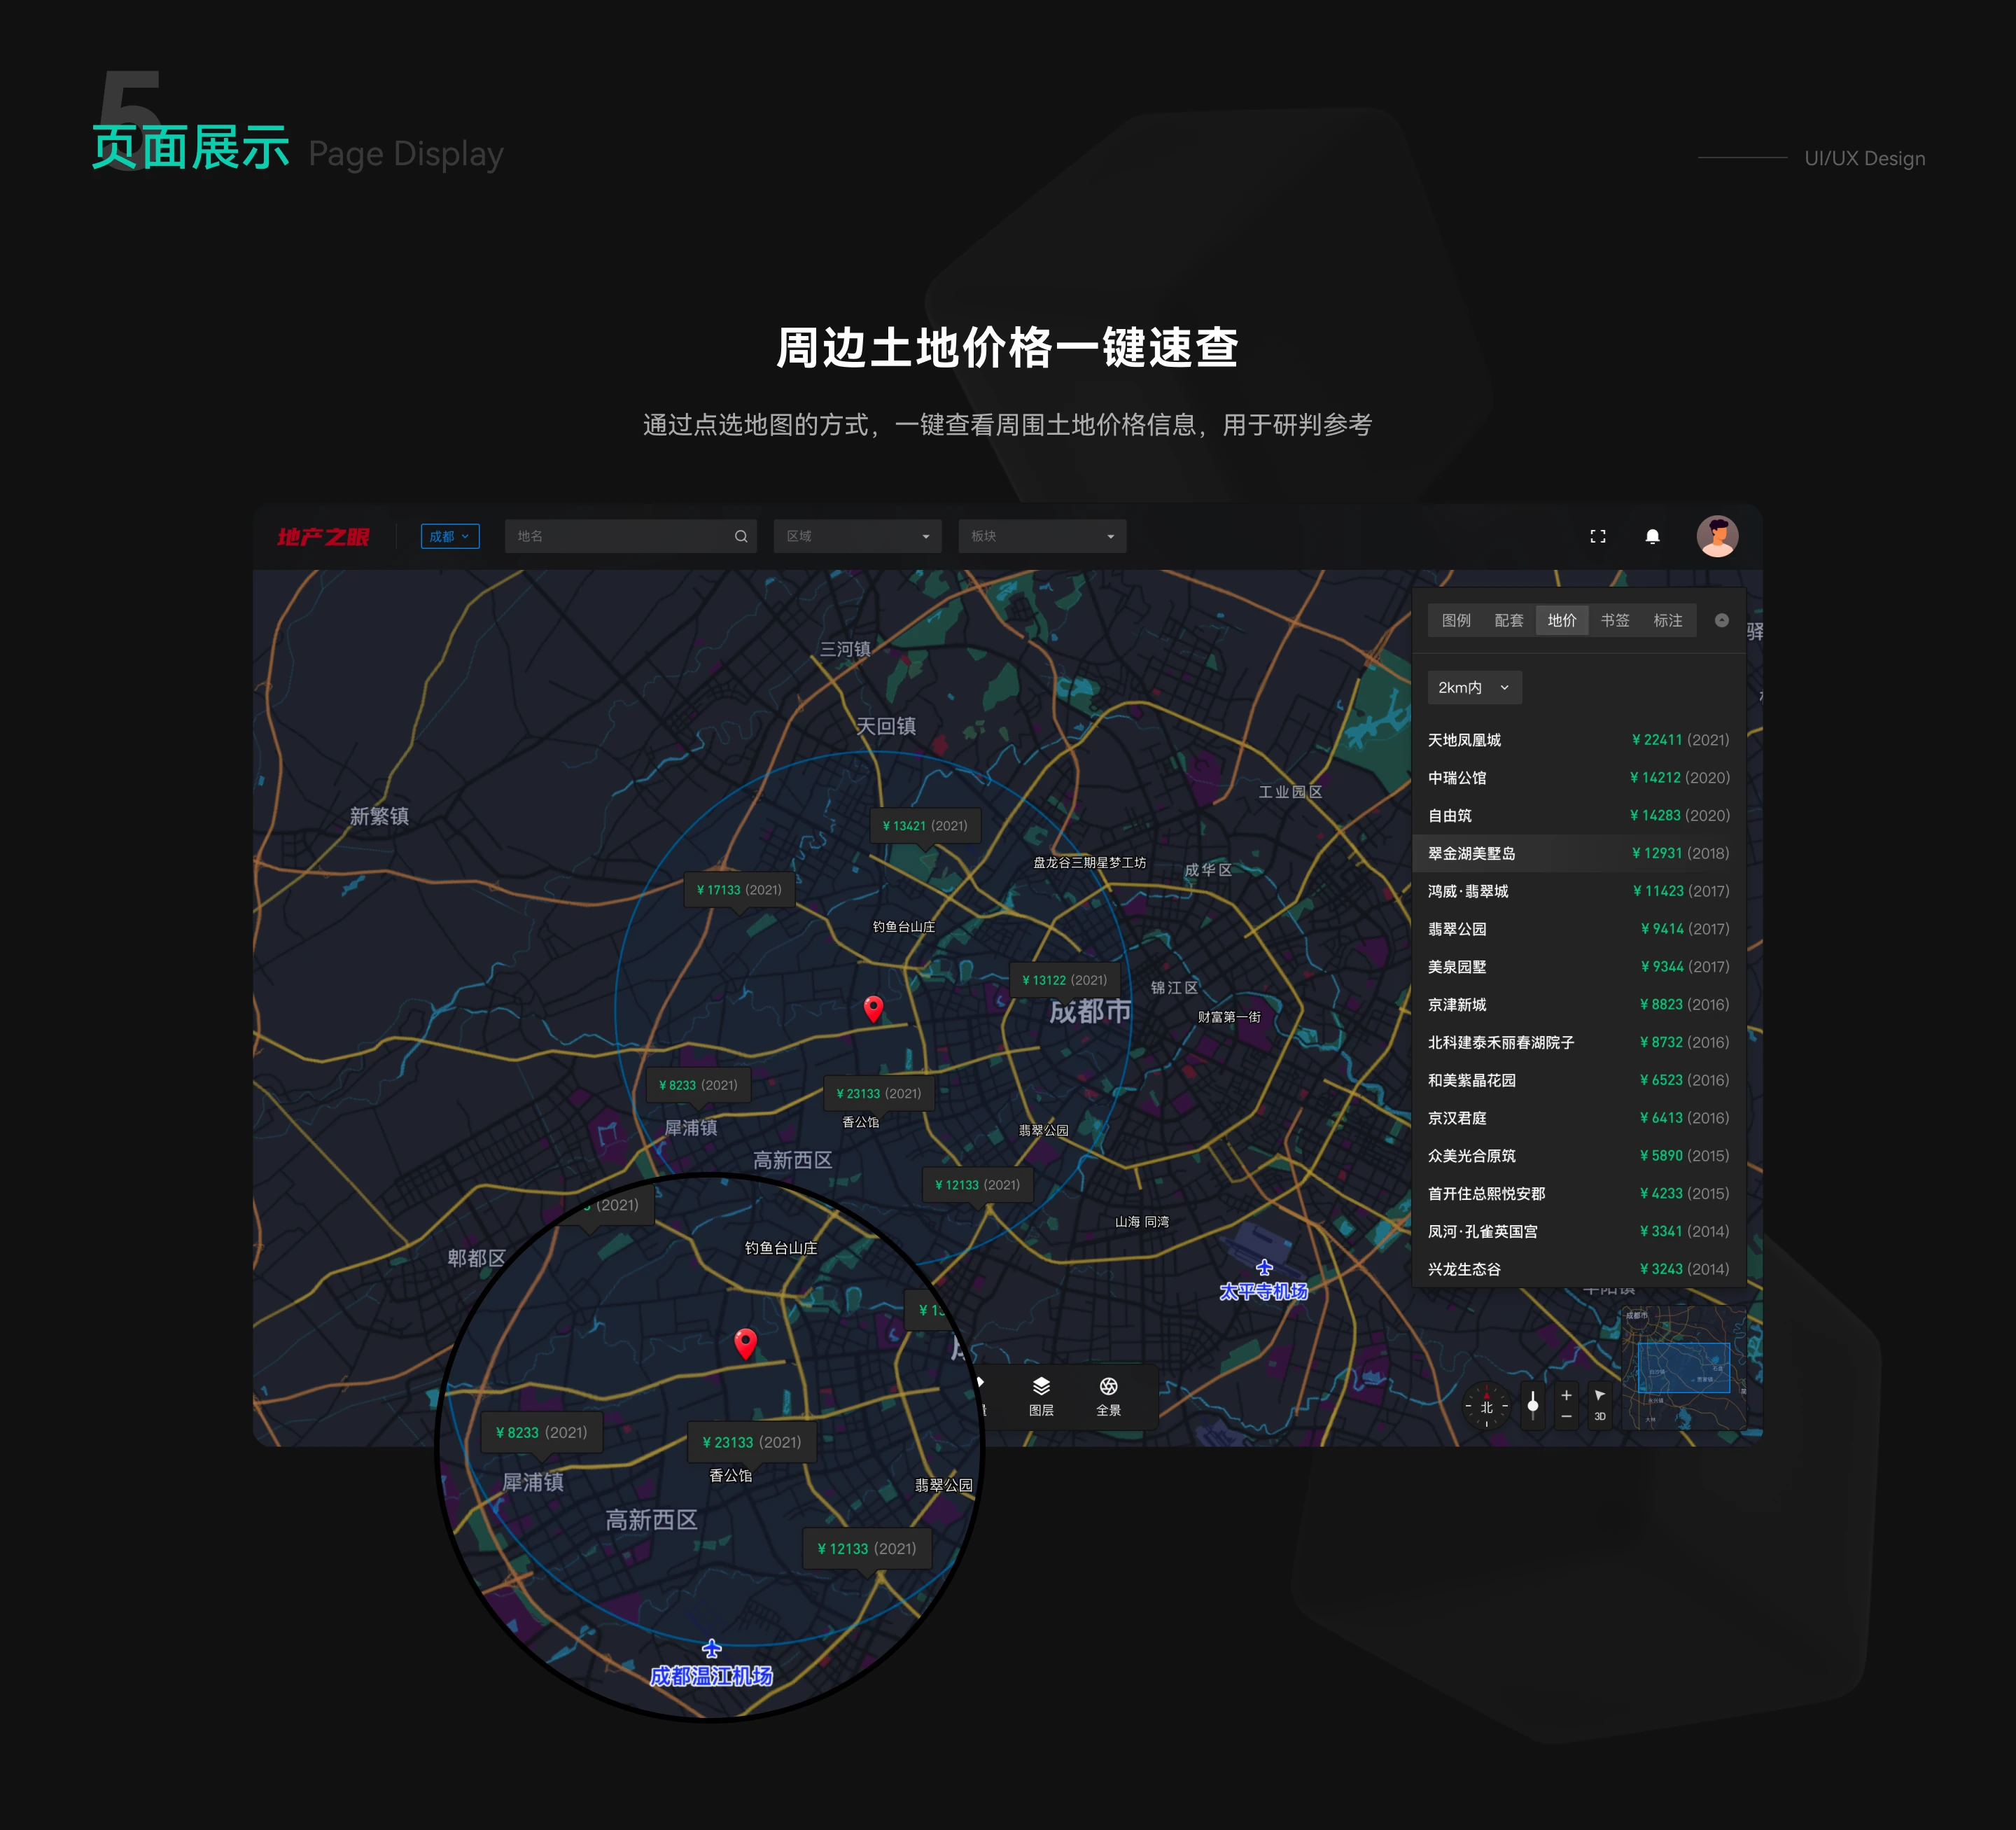 5
页面展示 Page Display
UI/UX Design
周边土地价格一键速查
通过点选地图的方式，一键查看周围土地价格信息，用于研判参考
地产之眼
成都
地名
区域
板块
图例 配套 地价 书签 标注
2km内
天地凤凰城 ¥ 22411 (2021)
中瑞公馆 ¥ 14212 (2020)
自由筑 ¥ 14283 (2020)
翠金湖美墅岛 ¥ 12931 (2018)
鸿威·翡翠城 ¥ 11423 (2017)
翡翠公园 ¥ 9414 (2017)
美泉园墅 ¥ 9344 (2017)
京津新城 ¥ 8823 (2016)
北科建泰禾丽春湖院子 ¥ 8732 (2016)
和美紫晶花园 ¥ 6523 (2016)
京汉君庭 ¥ 6413 (2016)
众美光合原筑 ¥ 5890 (2015)
首开住总熙悦安郡 ¥ 4233 (2015)
凤河·孔雀英国宫 ¥ 3341 (2014)
兴龙生态谷 ¥ 3243 (2014)
三河镇
天回镇
工业园区
新繁镇
¥ 13421 (2021)
盘龙谷三期星梦工坊
成华区
¥ 17133 (2021)
钓鱼台山庄
¥ 13122 (2021)
锦江区
成都市
财富第一街
¥ 8233 (2021)
¥ 23133 (2021)
香公馆
犀浦镇
翡翠公园
高新西区
¥ 12133 (2021)
山海 同湾
郫都区
太平寺机场
(2021)
钓鱼台山庄
¥ 8233 (2021)
¥ 23133 (2021)
香公馆
犀浦镇
翡翠公园
高新西区
¥ 12133 (2021)
成都温江机场
图层
全景
北
3D
成都市